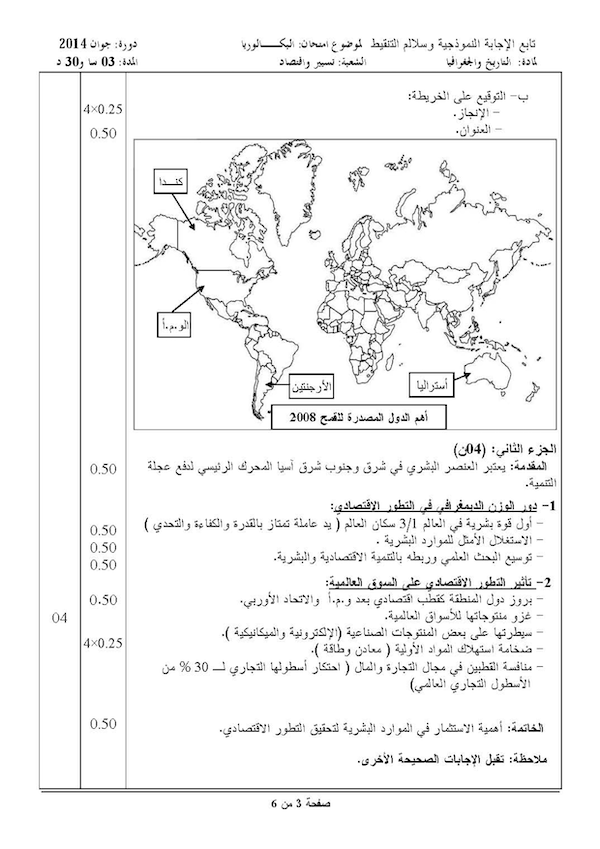 تابع الإجابة النموذجية وسلالم التنقيط لموضوع امتحان: البكـــالوريا دورة: جوان 2014
المادة: التاريخ والجغرافيا الشعبة: تسيير واقتصاد المدة: 03 سا و30 د
ب- التوقيع على الخريطة:
4×0.25 - الإنجاز.
0.50 - العنوان.
كنــدا
الو.م.أ
الأرجنتين
أستراليا
أهم الدول المصدرة للقمح 2008
الجزء الثاني: (04ن)
0.50 المقدمة: يعتبر العنصر البشري في شرق وجنوب شرق آسيا المحرك الرئيسي لدفع عجلة
التنمية.
1- دور الوزن الديمغرافي في التطور الاقتصادي:
0.50 - أول قوة بشرية في العالم 3/1 سكان العالم ( يد عاملة تمتاز بالقدرة والكفاءة والتحدي )
0.50 - الاستغلال الأمثل للموارد البشرية .
0.50 - توسيع البحث العلمي وربطه بالتنمية الاقتصادية والبشرية.
2- تأثير التطور الاقتصادي على السوق العالمية:
0.50 - بروز دول المنطقة كقطب اقتصادي بعد و.م.أ والاتحاد الأوربي.
04 - غزو منتوجاتها للأسواق العالمية.
- سيطرتها على بعض المنتوجات الصناعية (الإلكترونية والميكانيكية ).
4×0.25 - ضخامة استهلاك المواد الأولية ( معادن وطاقة ).
- منافسة القطبين في مجال التجارة والمال ( احتكار أسطولها التجاري لــ 30 % من
الأسطول التجاري العالمي)
0.50 الخاتمة: أهمية الاستثمار في الموارد البشرية لتحقيق التطور الاقتصادي.
ملاحظة: تقبل الإجابات الصحيحة الأخرى.
صفحة 3 من 6